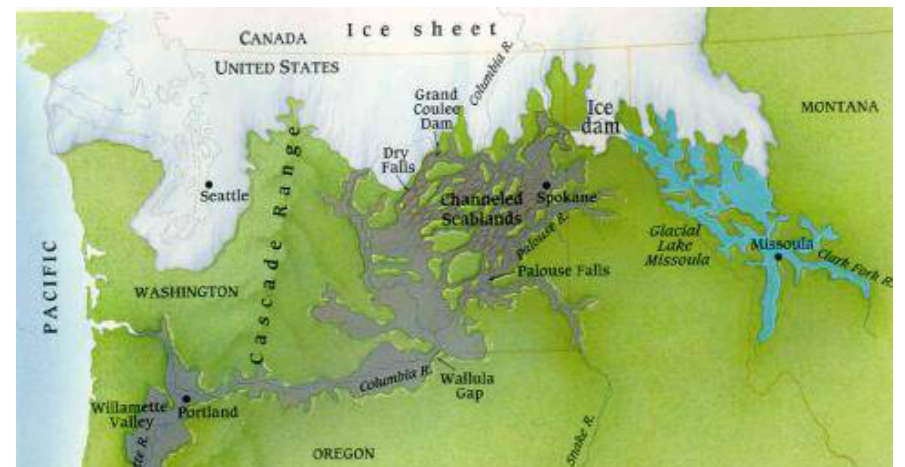 Ice sheet
CANADA
UNITED STATES
Columbia R.
Grand
Coulee
Dam
Ice
dam
MONTANA
Dry
Falls
Seattle
Cascade Range
Channeled
Scablands
Spokane
Palouse R.
Glacial
Lake
Missoula
Missoula
Clark Fork R.
PACIFIC
WASHINGTON
Palouse Falls
Columbia R.
Wallula
Gap
Willamette
Valley
Portland
Snake R.
OREGON
tte R.